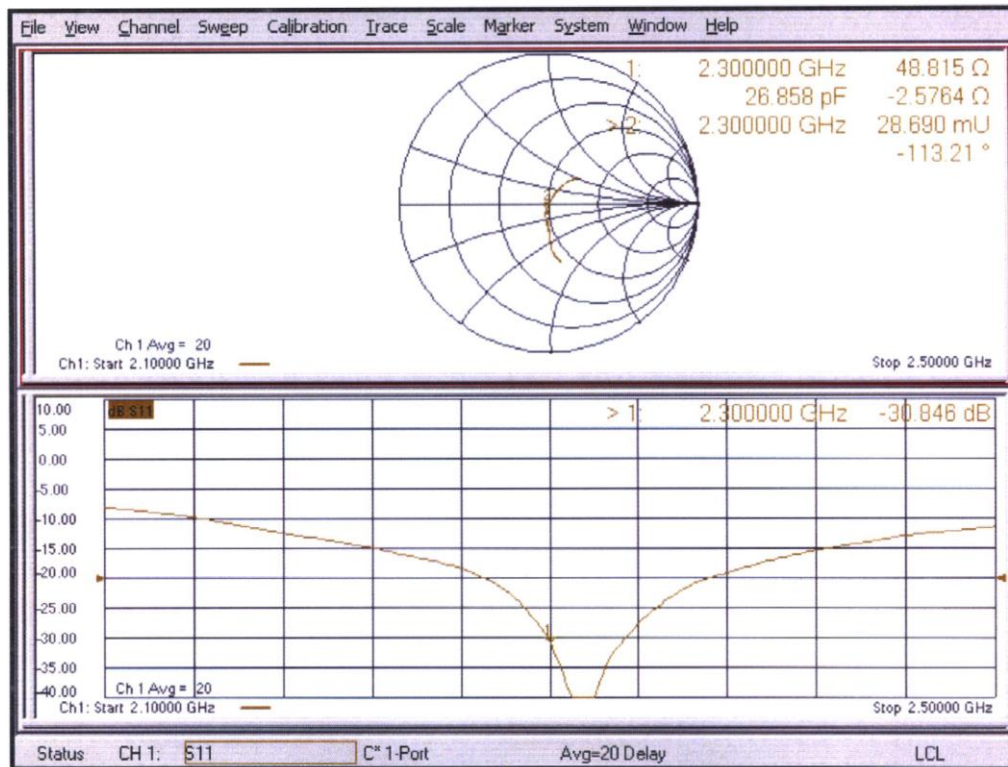 File View Channel Sweep Calibration Trace Scale Marker System Window Help
1: 2.300000 GHz 48.815 Ω
26.858 pF -2.5764 Ω
> 2: 2.300000 GHz 28.690 mU
-113.21 °
Ch 1 Avg = 20
Ch1: Start 2.10000 GHz
Stop 2.50000 GHz
10.00
5.00
0.00
-5.00
-10.00
-15.00
-20.00
-25.00
-30.00
-35.00
-40.00
dB S11
> 1: 2.300000 GHz -30.846 dB
1
Ch 1 Avg = 20
Ch1: Start 2.10000 GHz
Stop 2.50000 GHz
Status CH 1: S11 C* 1-Port Avg=20 Delay LCL